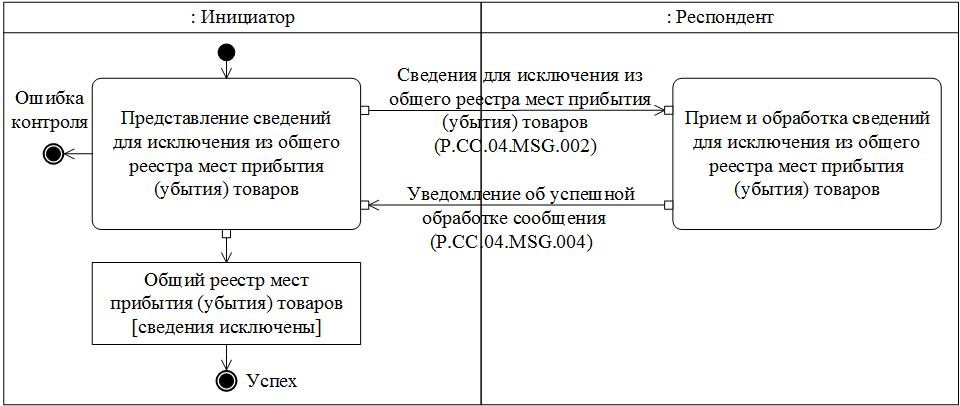 : Инициатор
: Респондент
Ошибка
контроля
Представление сведений
для исключения из общего
реестра мест прибытия
(убытия) товаров
Сведения для исключения из
общего реестра мест прибытия
(убытия) товаров
(P.CC.04.MSG.002)
Прием и обработка сведений
для исключения из общего
реестра мест прибытия
(убытия) товаров
Уведомление об успешной
обработке сообщения
(P.CC.04.MSG.004)
Общий реестр мест
прибытия (убытия) товаров
[сведения исключены]
Успех